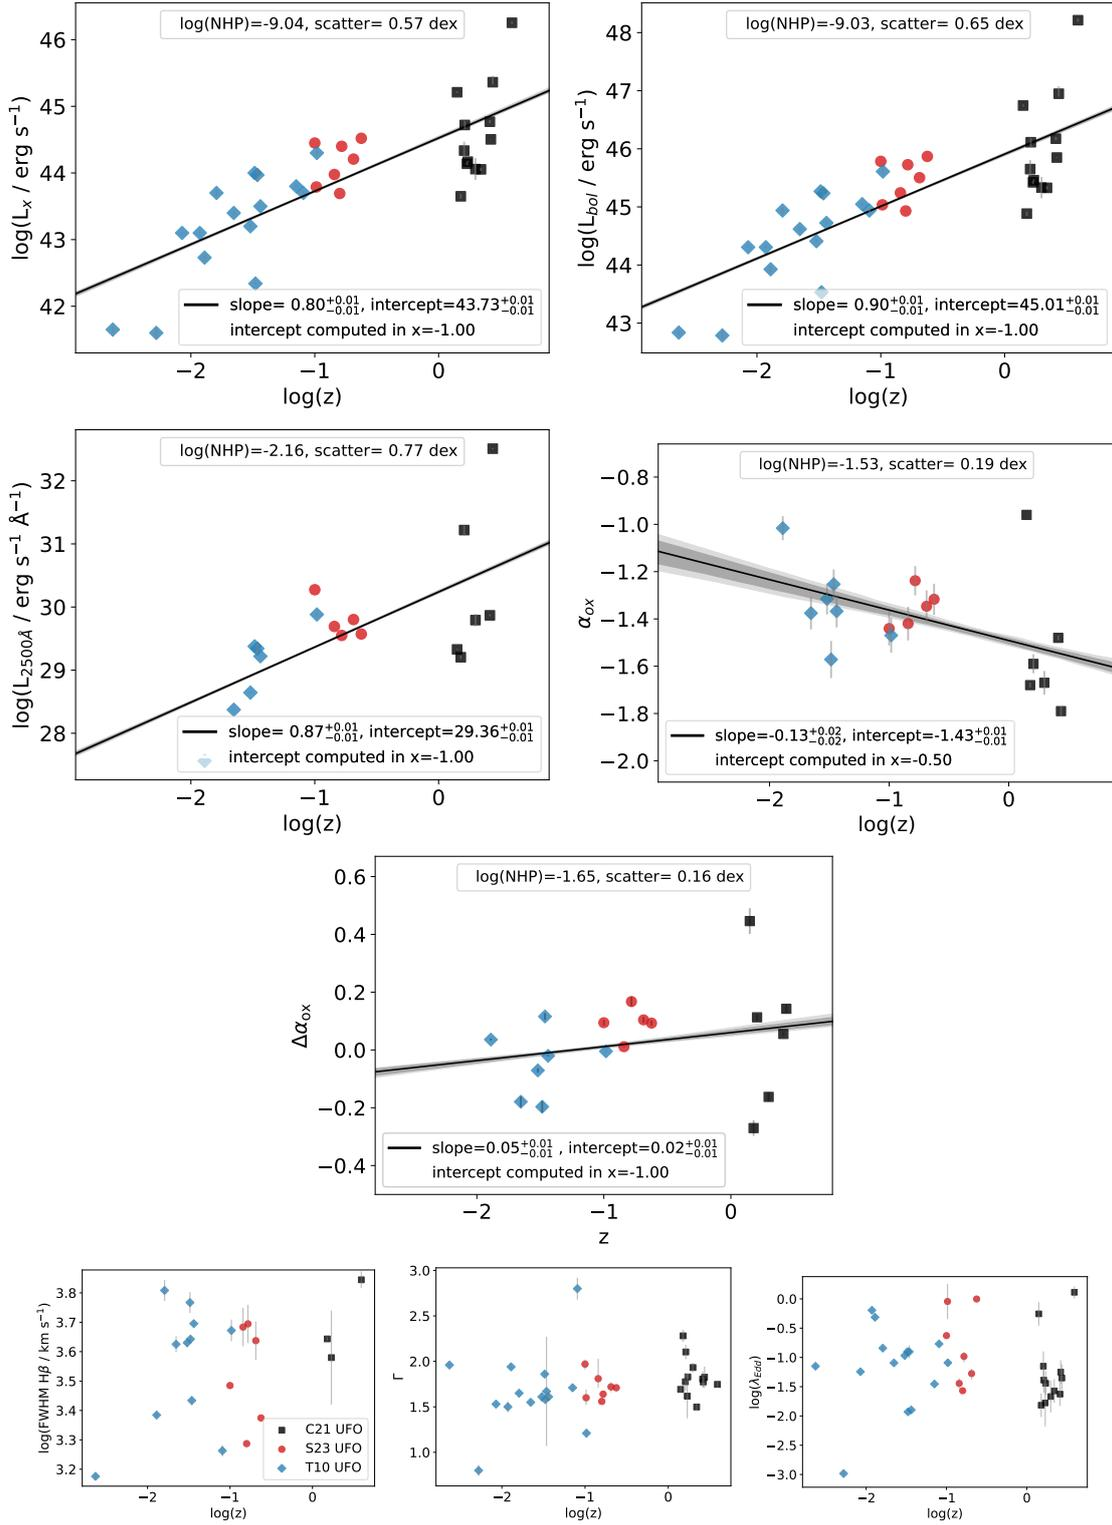 log(NHP)=-9.04, scatter= 0.57 dex
46
45
44
43
42
log(Lx / erg s−1)
slope= 0.80+0.01−0.01, intercept=43.73+0.01−0.01
intercept computed in x=-1.00
−2 −1 0
log(z)
log(NHP)=-9.03, scatter= 0.65 dex
48
47
46
45
44
43
log(Lbol / erg s−1)
slope= 0.90+0.01−0.01, intercept=45.01+0.01−0.01
intercept computed in x=-1.00
−2 −1 0
log(z)
log(NHP)=-2.16, scatter= 0.77 dex
32
31
30
29
28
log(L2500Å / erg s−1 Å−1)
slope= 0.87+0.01−0.01, intercept=29.36+0.01−0.01
intercept computed in x=-1.00
−2 −1 0
log(z)
log(NHP)=-1.53, scatter= 0.19 dex
−0.8
−1.0
−1.2
−1.4
−1.6
−1.8
−2.0
αox
slope=-0.13+0.02−0.02, intercept=-1.43+0.01−0.01
intercept computed in x=-0.50
−2 −1 0
log(z)
log(NHP)=-1.65, scatter= 0.16 dex
0.6
0.4
0.2
0.0
−0.2
−0.4
Δαox
slope=0.05+0.01−0.01 , intercept=0.02+0.01−0.01
intercept computed in x=-1.00
−2 −1 0
z
3.8
3.7
3.6
3.5
3.4
3.3
3.2
log(FWHM Hβ / km s−1)
C21 UFO
S23 UFO
T10 UFO
−2 −1 0
log(z)
3.0
2.5
2.0
1.5
1.0
Γ
−2 −1 0
log(z)
0.0
−0.5
−1.0
−1.5
−2.0
−2.5
−3.0
log(λEdd)
−2 −1 0
log(z)